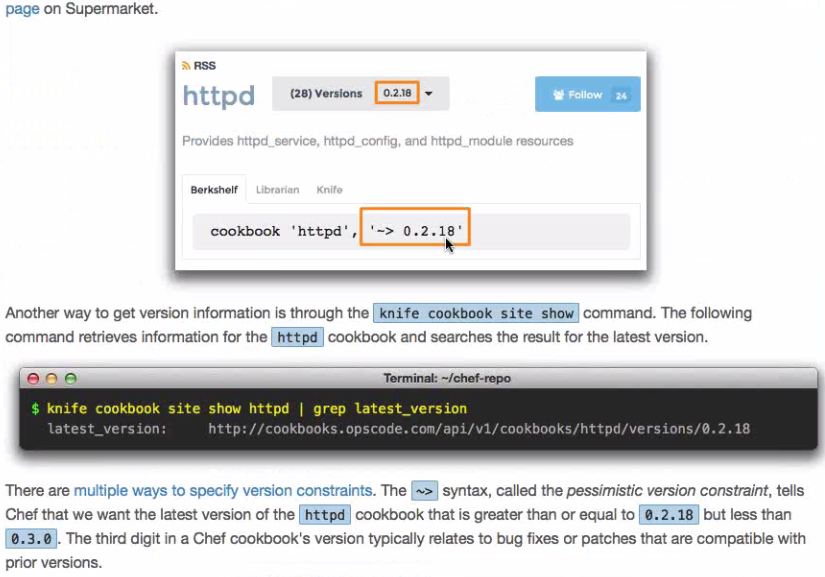 page on Supermarket.
RSS
httpd
(28) Versions 0.2.18
Follow 24
Provides httpd_service, httpd_config, and httpd_module resources
Berkshelf Librarian Knife
cookbook 'httpd', '~> 0.2.18'
Another way to get version information is through the knife cookbook site show command. The following
command retrieves information for the httpd cookbook and searches the result for the latest version.
Terminal: ~/chef-repo
$ knife cookbook site show httpd | grep latest_version
latest_version: http://cookbooks.opscode.com/api/v1/cookbooks/httpd/versions/0.2.18
There are multiple ways to specify version constraints. The ~> syntax, called the pessimistic version constraint, tells
Chef that we want the latest version of the httpd cookbook that is greater than or equal to 0.2.18 but less than
0.3.0. The third digit in a Chef cookbook's version typically relates to bug fixes or patches that are compatible with
prior versions.